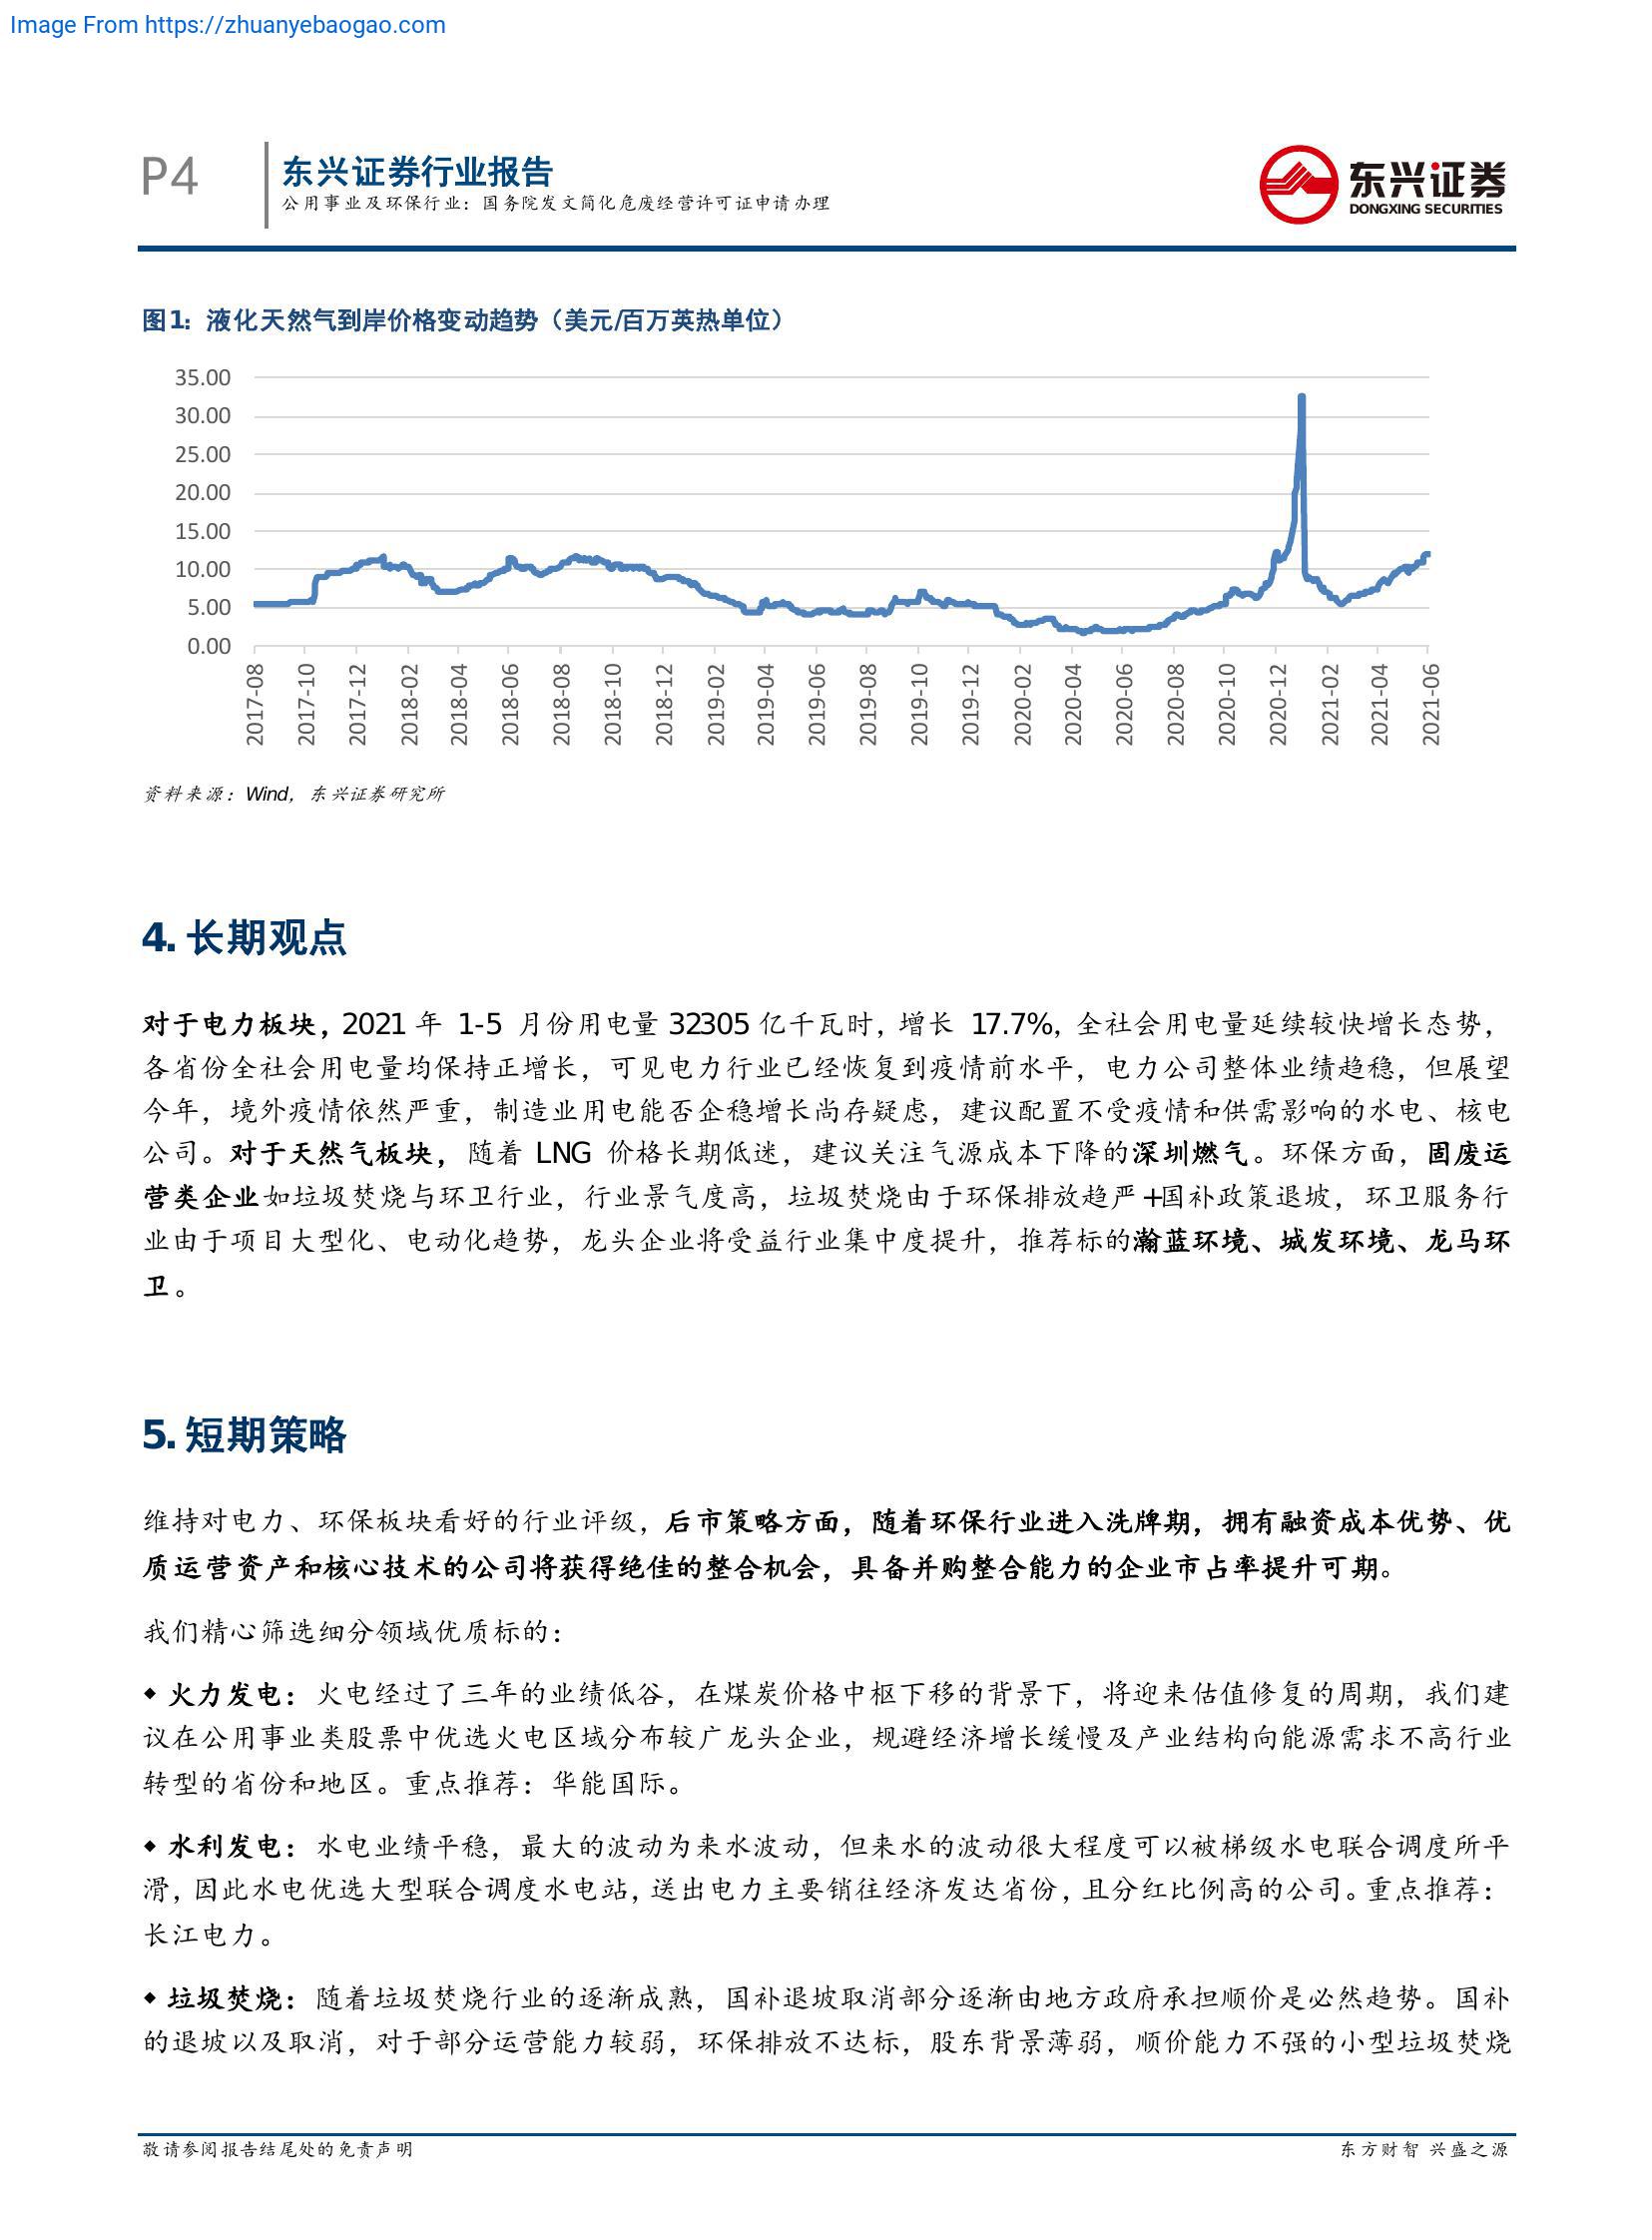 Image From https://zhuanyebaogao.com
P4
东兴证券行业报告
公用事业及环保行业：国务院发文简化危废经营许可证申请办理
东兴证券
DONGXING SECURITIES
图1：液化天然气到岸价格变动趋势（美元/百万英热单位）
35.00
30.00
25.00
20.00
15.00
10.00
5.00
0.00
2017-08
2017-10
2017-12
2018-02
2018-04
2018-06
2018-08
2018-10
2018-12
2019-02
2019-04
2019-06
2019-08
2019-10
2019-12
2020-02
2020-04
2020-06
2020-08
2020-10
2020-12
2021-02
2021-04
2021-06
资料来源：Wind，东兴证券研究所
4. 长期观点
对于电力板块，2021 年 1-5 月份用电量 32305 亿千瓦时，增长 17.7%，全社会用电量延续较快增长态势，
各省份全社会用电量均保持正增长，可见电力行业已经恢复到疫情前水平，电力公司整体业绩趋稳，但展望
今年，境外疫情依然严重，制造业用电能否企稳增长尚存疑虑，建议配置不受疫情和供需影响的水电、核电
公司。对于天然气板块，随着 LNG 价格长期低迷，建议关注气源成本下降的深圳燃气。环保方面，固废运
营类企业如垃圾焚烧与环卫行业，行业景气度高，垃圾焚烧由于环保排放趋严+国补政策退坡，环卫服务行
业由于项目大型化、电动化趋势，龙头企业将受益行业集中度提升，推荐标的瀚蓝环境、城发环境、龙马环
卫。
5. 短期策略
维持对电力、环保板块看好的行业评级，后市策略方面，随着环保行业进入洗牌期，拥有融资成本优势、优
质运营资产和核心技术的公司将获得绝佳的整合机会，具备并购整合能力的企业市占率提升可期。
我们精心筛选细分领域优质标的：
◆ 火力发电：火电经过了三年的业绩低谷，在煤炭价格中枢下移的背景下，将迎来估值修复的周期，我们建
议在公用事业类股票中优选火电区域分布较广龙头企业，规避经济增长缓慢及产业结构向能源需求不高行业
转型的省份和地区。重点推荐：华能国际。
◆ 水利发电：水电业绩平稳，最大的波动为来水波动，但来水的波动很大程度可以被梯级水电联合调度所平
滑，因此水电优选大型联合调度水电站，送出电力主要销往经济发达省份，且分红比例高的公司。重点推荐：
长江电力。
◆ 垃圾焚烧：随着垃圾焚烧行业的逐渐成熟，国补退坡取消部分逐渐由地方政府承担顺价是必然趋势。国补
的退坡以及取消，对于部分运营能力较弱，环保排放不达标，股东背景薄弱，顺价能力不强的小型垃圾焚烧
敬请参阅报告结尾处的免责声明
东方财智 兴盛之源